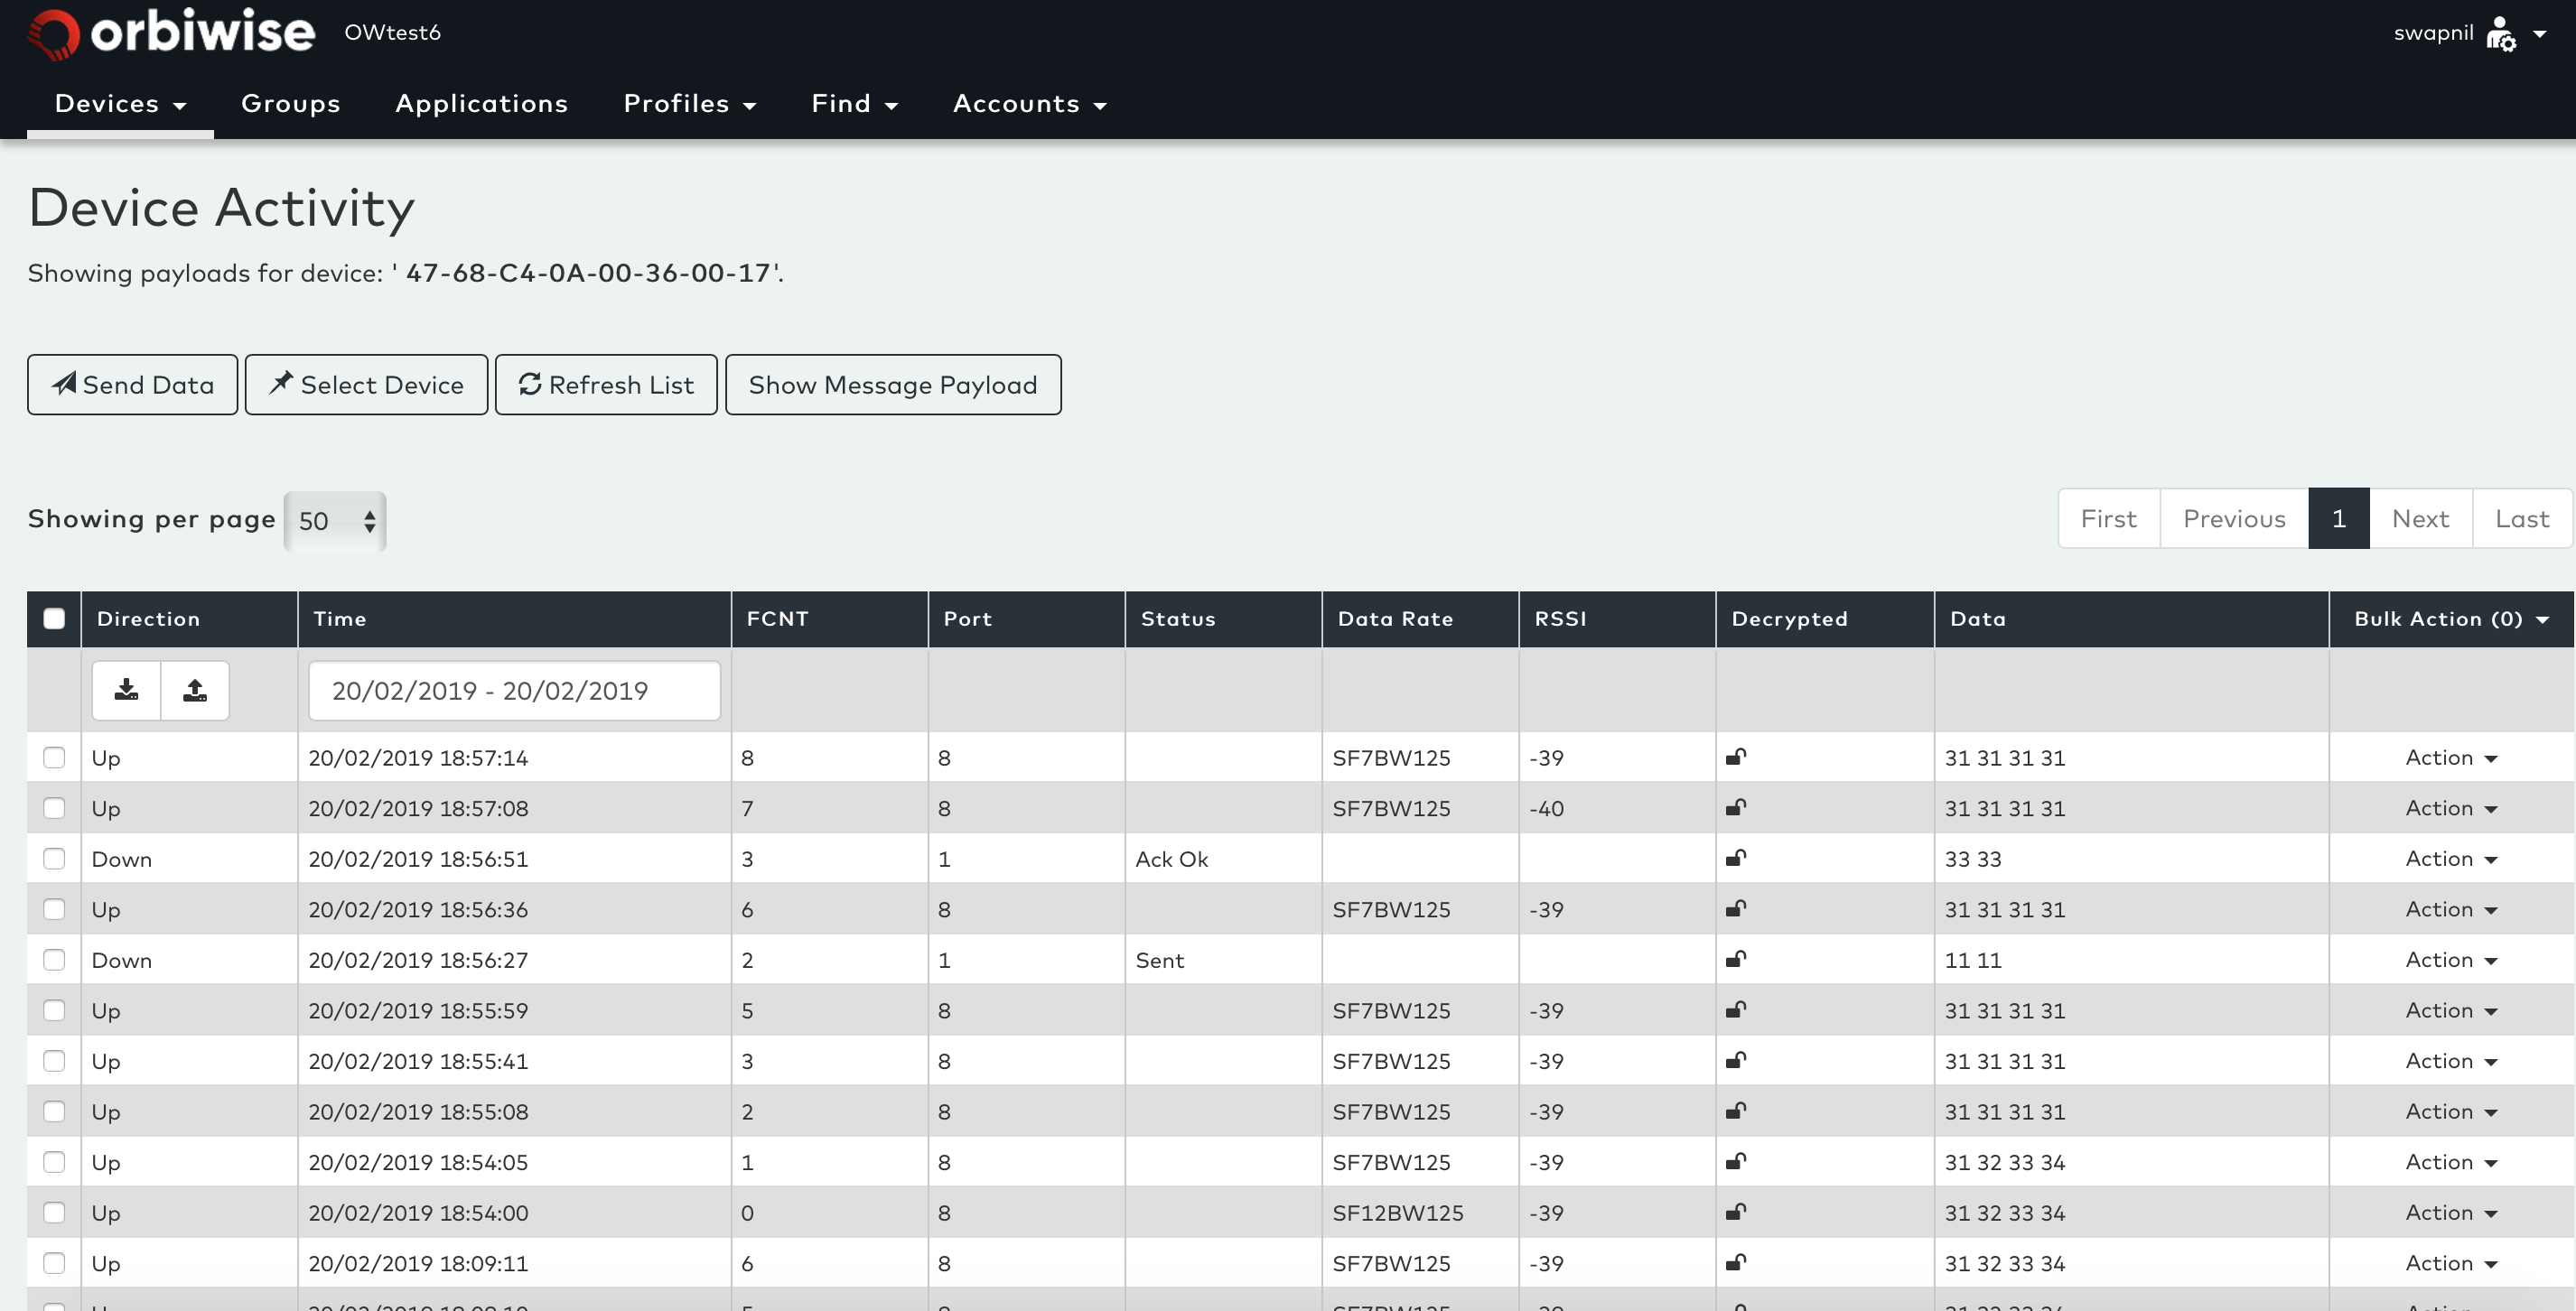 orbiwise OWtest6 swapnil
Devices Groups Applications Profiles Find Accounts
Device Activity
Showing payloads for device: ' 47-68-C4-0A-00-36-00-17'.
Send Data Select Device Refresh List Show Message Payload
Showing per page 50 First Previous 1 Next Last
Direction Time FCNT Port Status Data Rate RSSI Decrypted Data Bulk Action (0)
20/02/2019 - 20/02/2019
Up 20/02/2019 18:57:14 8 8 SF7BW125 -39 31 31 31 31 Action
Up 20/02/2019 18:57:08 7 8 SF7BW125 -40 31 31 31 31 Action
Down 20/02/2019 18:56:51 3 1 Ack Ok 33 33 Action
Up 20/02/2019 18:56:36 6 8 SF7BW125 -39 31 31 31 31 Action
Down 20/02/2019 18:56:27 2 1 Sent 11 11 Action
Up 20/02/2019 18:55:59 5 8 SF7BW125 -39 31 31 31 31 Action
Up 20/02/2019 18:55:41 3 8 SF7BW125 -39 31 31 31 31 Action
Up 20/02/2019 18:55:08 2 8 SF7BW125 -39 31 31 31 31 Action
Up 20/02/2019 18:54:05 1 8 SF7BW125 -39 31 32 33 34 Action
Up 20/02/2019 18:54:00 0 8 SF12BW125 -39 31 32 33 34 Action
Up 20/02/2019 18:09:11 6 8 SF7BW125 -39 31 32 33 34 Action